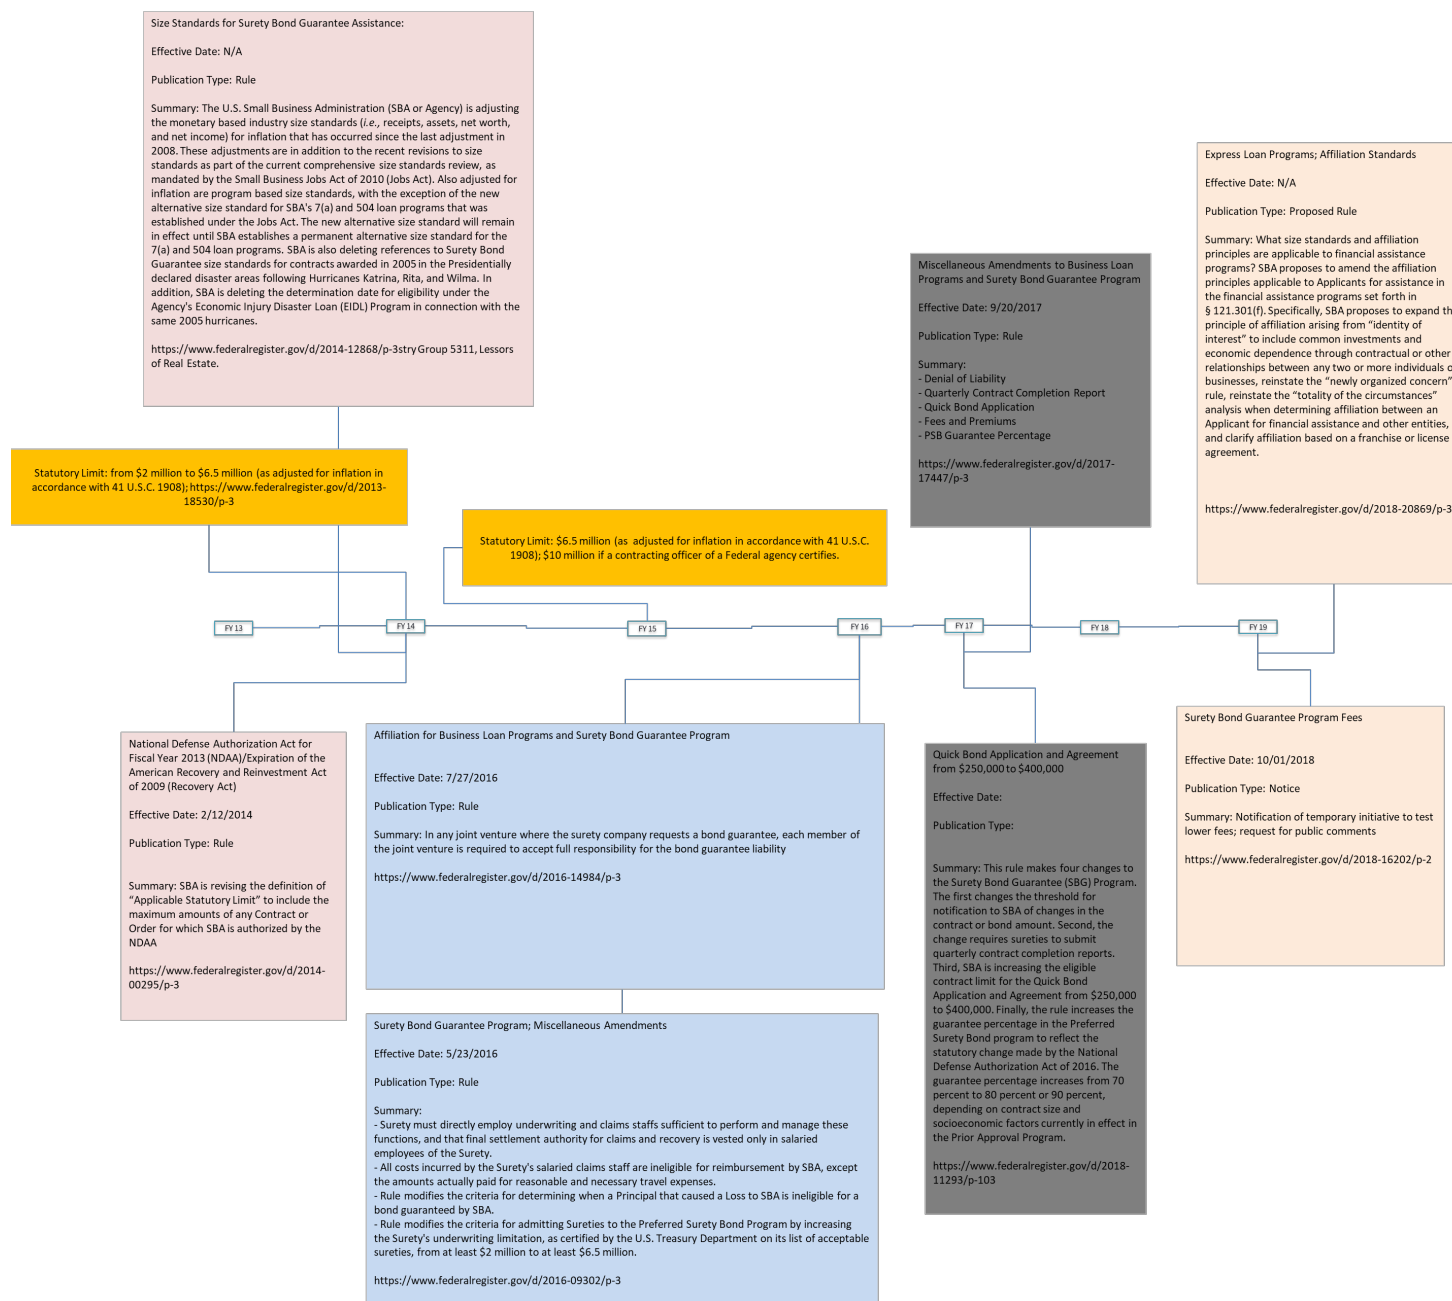 Size Standards for Surety Bond Guarantee Assistance:
Effective Date: N/A
Publication Type: Rule
Summary: The U.S. Small Business Administration (SBA or Agency) is adjusting
the monetary based industry size standards (i.e., receipts, assets, net worth,
and net income) for inflation that has occurred since the last adjustment in
2008. These adjustments are in addition to the recent revisions to size
standards as part of the current comprehensive size standards review, as
mandated by the Small Business Jobs Act of 2010 (Jobs Act). Also adjusted for
inflation are program based size standards, with the exception of the new
alternative size standard for SBA's 7(a) and 504 loan programs that was
established under the Jobs Act. The new alternative size standard will remain
in effect until SBA establishes a permanent alternative size standard for the
7(a) and 504 loan programs. SBA is also deleting references to Surety Bond
Guarantee size standards for contracts awarded in 2005 in the Presidentially
declared disaster areas following Hurricanes Katrina, Rita, and Wilma. In
addition, SBA is deleting the determination date for eligibility under the
Agency's Economic Injury Disaster Loan (EIDL) Program in connection with the
same 2005 hurricanes.
https://www.federalregister.gov/d/2014-12868/p-3stry Group 5311, Lessors
of Real Estate.
Express Loan Programs; Affiliation Standards
Effective Date: N/A
Publication Type: Proposed Rule
Summary: What size standards and affiliation
principles are applicable to financial assistance
programs? SBA proposes to amend the affiliation
principles applicable to Applicants for assistance in
the financial assistance programs set forth in
§ 121.301(f). Specifically, SBA proposes to expand th
principle of affiliation arising from “identity of
interest” to include common investments and
economic dependence through contractual or other
relationships between any two or more individuals o
businesses, reinstate the “newly organized concern”
rule, reinstate the “totality of the circumstances”
analysis when determining affiliation between an
Applicant for financial assistance and other entities,
and clarify affiliation based on a franchise or license
agreement.
https://www.federalregister.gov/d/2018-20869/p-3
Miscellaneous Amendments to Business Loan
Programs and Surety Bond Guarantee Program
Effective Date: 9/20/2017
Publication Type: Rule
Summary:
- Denial of Liability
- Quarterly Contract Completion Report
- Quick Bond Application
- Fees and Premiums
- PSB Guarantee Percentage
https://www.federalregister.gov/d/2017-
17447/p-3
Statutory Limit: from $2 million to $6.5 million (as adjusted for inflation in
accordance with 41 U.S.C. 1908); https://www.federalregister.gov/d/2013-
18530/p-3
Statutory Limit: $6.5 million (as adjusted for inflation in accordance with 41 U.S.C.
1908); $10 million if a contracting officer of a Federal agency certifies.
FY 13
FY 14
FY 15
FY 16
FY 17
FY 18
FY 19
National Defense Authorization Act for
Fiscal Year 2013 (NDAA)/Expiration of the
American Recovery and Reinvestment Act
of 2009 (Recovery Act)
Effective Date: 2/12/2014
Publication Type: Rule
Summary: SBA is revising the definition of
“Applicable Statutory Limit” to include the
maximum amounts of any Contract or
Order for which SBA is authorized by the
NDAA
https://www.federalregister.gov/d/2014-
00295/p-3
Affiliation for Business Loan Programs and Surety Bond Guarantee Program
Effective Date: 7/27/2016
Publication Type: Rule
Summary: In any joint venture where the surety company requests a bond guarantee, each member of
the joint venture is required to accept full responsibility for the bond guarantee liability
https://www.federalregister.gov/d/2016-14984/p-3
Surety Bond Guarantee Program; Miscellaneous Amendments
Effective Date: 5/23/2016
Publication Type: Rule
Summary:
- Surety must directly employ underwriting and claims staffs sufficient to perform and manage these
functions, and that final settlement authority for claims and recovery is vested only in salaried
employees of the Surety.
- All costs incurred by the Surety's salaried claims staff are ineligible for reimbursement by SBA, except
the amounts actually paid for reasonable and necessary travel expenses.
- Rule modifies the criteria for determining when a Principal that caused a Loss to SBA is ineligible for a
bond guaranteed by SBA.
- Rule modifies the criteria for admitting Sureties to the Preferred Surety Bond Program by increasing
the Surety's underwriting limitation, as certified by the U.S. Treasury Department on its list of acceptable
sureties, from at least $2 million to at least $6.5 million.
https://www.federalregister.gov/d/2016-09302/p-3
Quick Bond Application and Agreement
from $250,000 to $400,000
Effective Date:
Publication Type:
Summary: This rule makes four changes to
the Surety Bond Guarantee (SBG) Program.
The first changes the threshold for
notification to SBA of changes in the
contract or bond amount. Second, the
change requires sureties to submit
quarterly contract completion reports.
Third, SBA is increasing the eligible
contract limit for the Quick Bond
Application and Agreement from $250,000
to $400,000. Finally, the rule increases the
guarantee percentage in the Preferred
Surety Bond program to reflect the
statutory change made by the National
Defense Authorization Act of 2016. The
guarantee percentage increases from 70
percent to 80 percent or 90 percent,
depending on contract size and
socioeconomic factors currently in effect in
the Prior Approval Program.
https://www.federalregister.gov/d/2018-
11293/p-103
Surety Bond Guarantee Program Fees
Effective Date: 10/01/2018
Publication Type: Notice
Summary: Notification of temporary initiative to test
lower fees; request for public comments
https://www.federalregister.gov/d/2018-16202/p-2